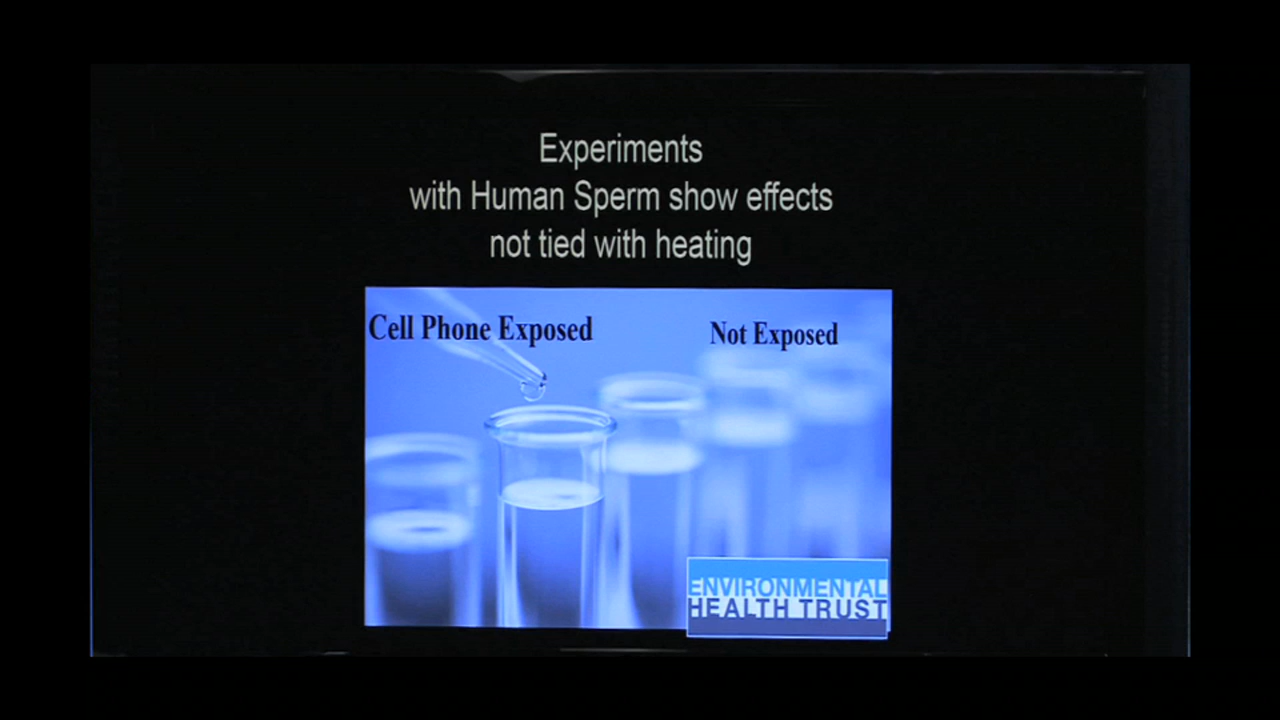 Experiments
with Human Sperm show effects
not tied with heating
Cell Phone Exposed
Not Exposed
ENVIRONMENTAL
HEALTH TRUST